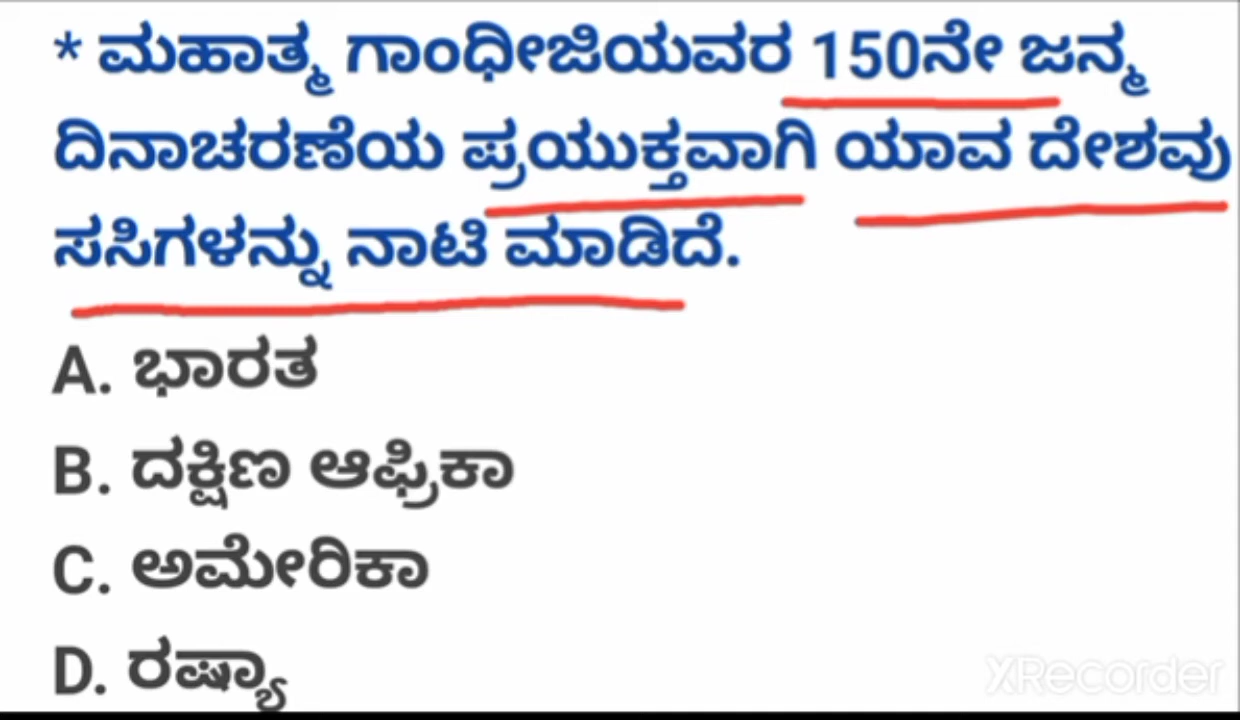 * ಮಹಾತ್ಮ ಗಾಂಧೀಜಿಯವರ 150ನೇ ಜನ್ಮ
ದಿನಾಚರಣೆಯ ಪ್ರಯುಕ್ತವಾಗಿ ಯಾವ ದೇಶವು
ಸಸಿಗಳನ್ನು ನಾಟಿ ಮಾಡಿದೆ.
A. ಭಾರತ
B. ದಕ್ಷಿಣ ಆಫ್ರಿಕಾ
C. ಅಮೇರಿಕಾ
D. ರಷ್ಯಾ
XRecorder